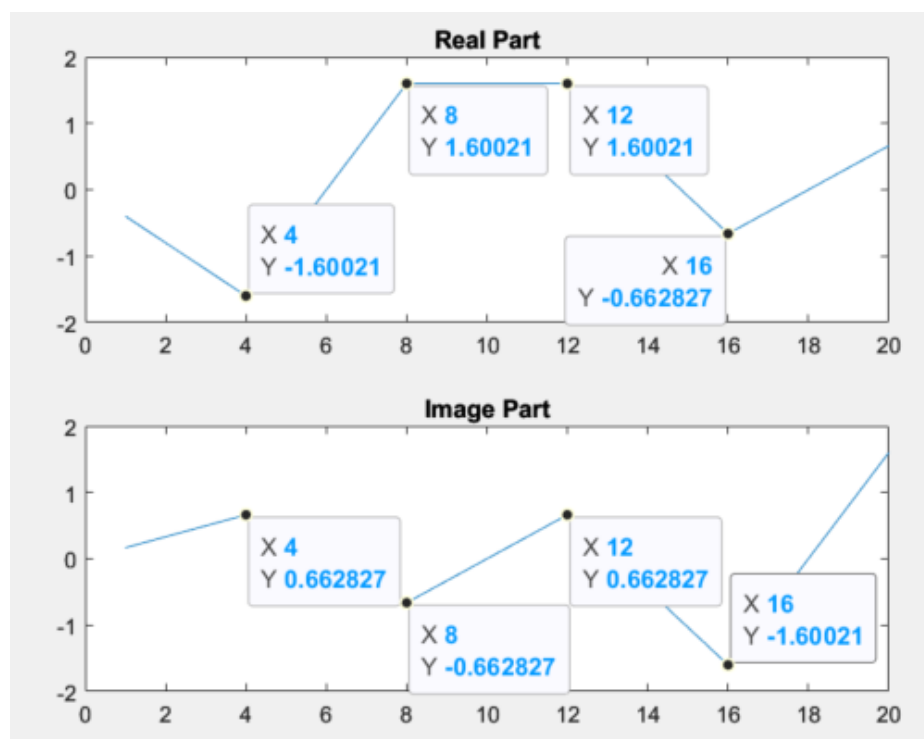 Real Part
2
1
0
-1
-2
X 8
Y 1.60021
X 12
Y 1.60021
X 4
Y -1.60021
X 16
Y -0.662827
0 2 4 6 8 10 12 14 16 18 20
Image Part
2
1
0
-1
-2
X 4
Y 0.662827
X 12
Y 0.662827
X 8
Y -0.662827
X 16
Y -1.60021
0 2 4 6 8 10 12 14 16 18 20